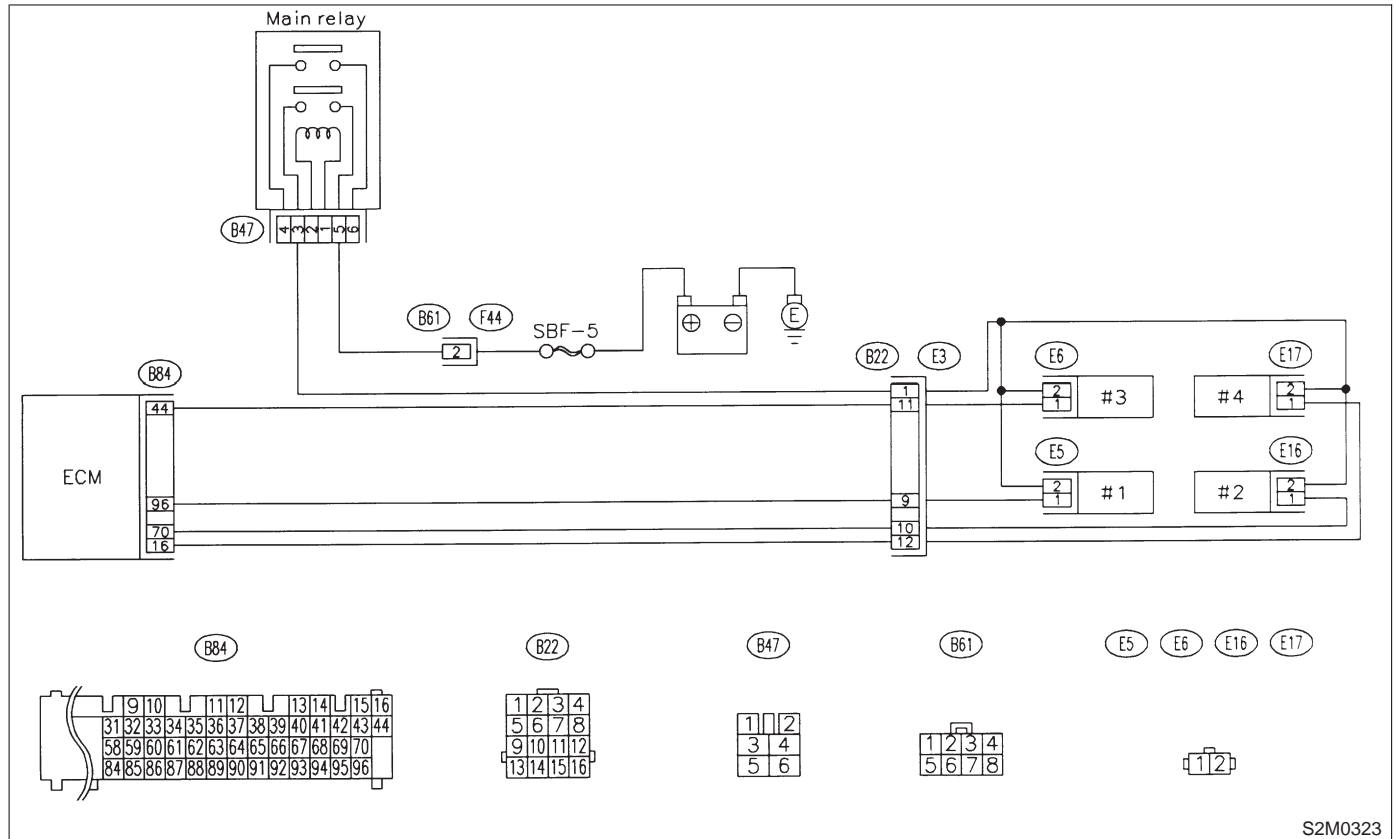 Main relay
B47
4 3 2 1 5 6
B61 F44
2
SBF-5
⊕ ⊖
E
B84
B22 E3
E6
E17
44
1
11
2
1
#3
#4
2
1
ECM
E5
E16
96
9
2
1
#1
#2
2
1
70
16
10
12
B84
B22
B47
B61
E5 E6 E16 E17
9 10 11 12 13 14 15 16
31 32 33 34 35 36 37 38 39 40 41 42 43 44
58 59 60 61 62 63 64 65 66 67 68 69 70
84 85 86 87 88 89 90 91 92 93 94 95 96
1 2 3 4
5 6 7 8
9 10 11 12
13 14 15 16
1 2
3 4
5 6
1 2 3 4
5 6 7 8
1 2
S2M0323